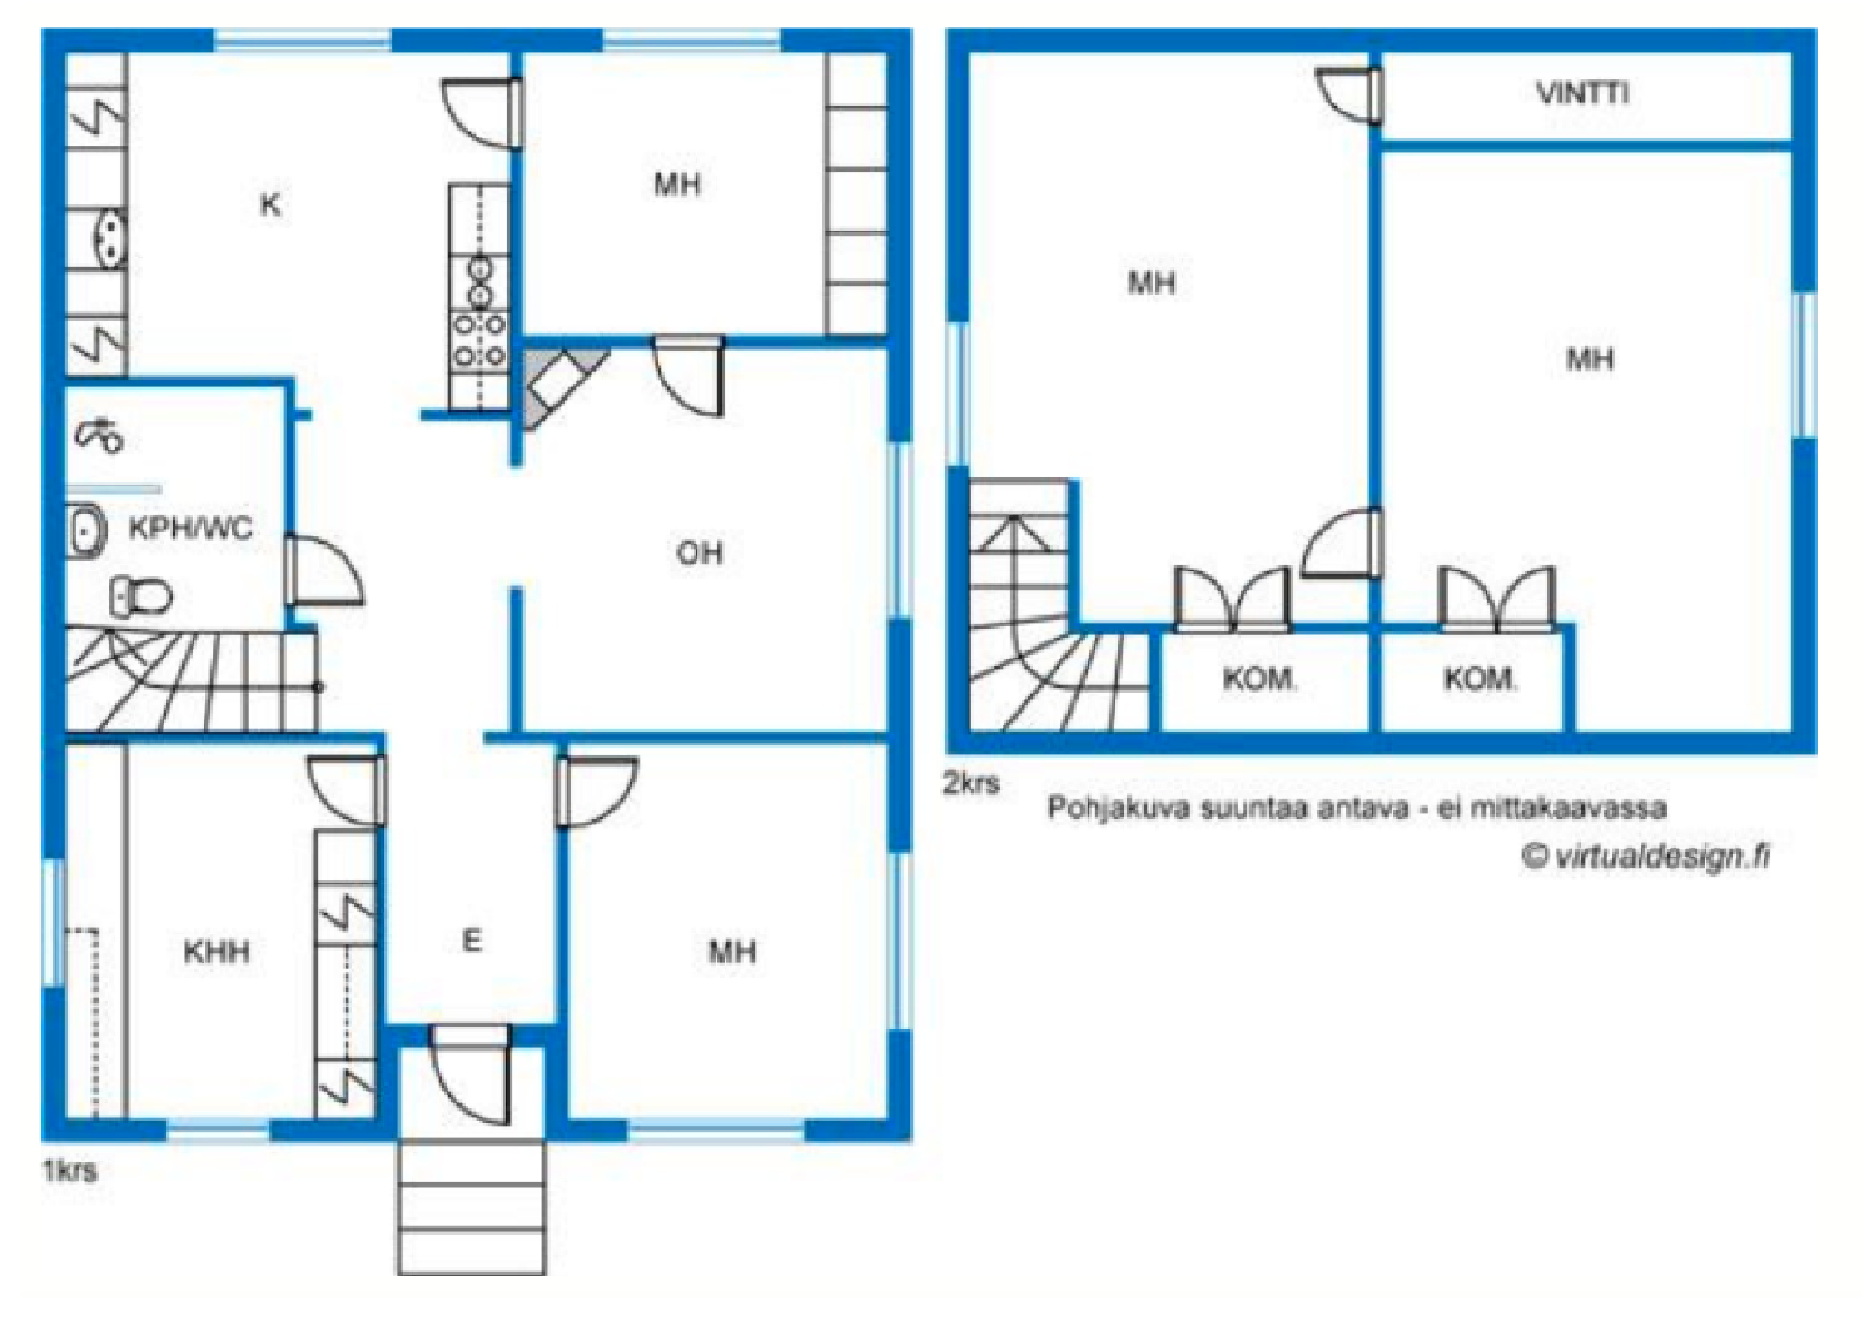 VINTTI
K
MH
MH
MH
KPH/WC
OH
KOM.
KOM.
2krs
Pohjakuva suuntaa antava - ei mittakaavassa
© virtualdesign.fi
KHH
E
MH
1krs